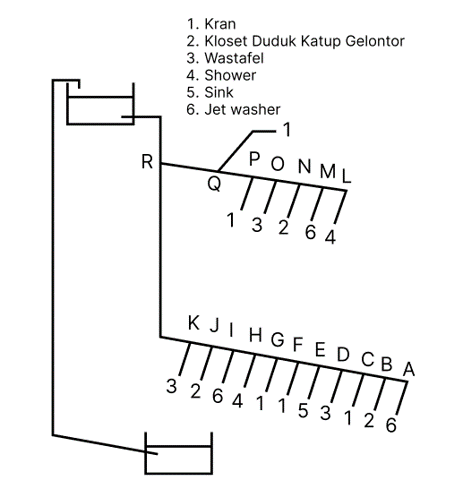 1. Kran
2. Kloset Duduk Katup Gelontor
3. Wastafel
4. Shower
5. Sink
6. Jet washer
1
R
P O N M L
Q
1 3 2 6 4
K J I H G F E D C B A
3 2 6 4 1 1 5 3 1 2 6